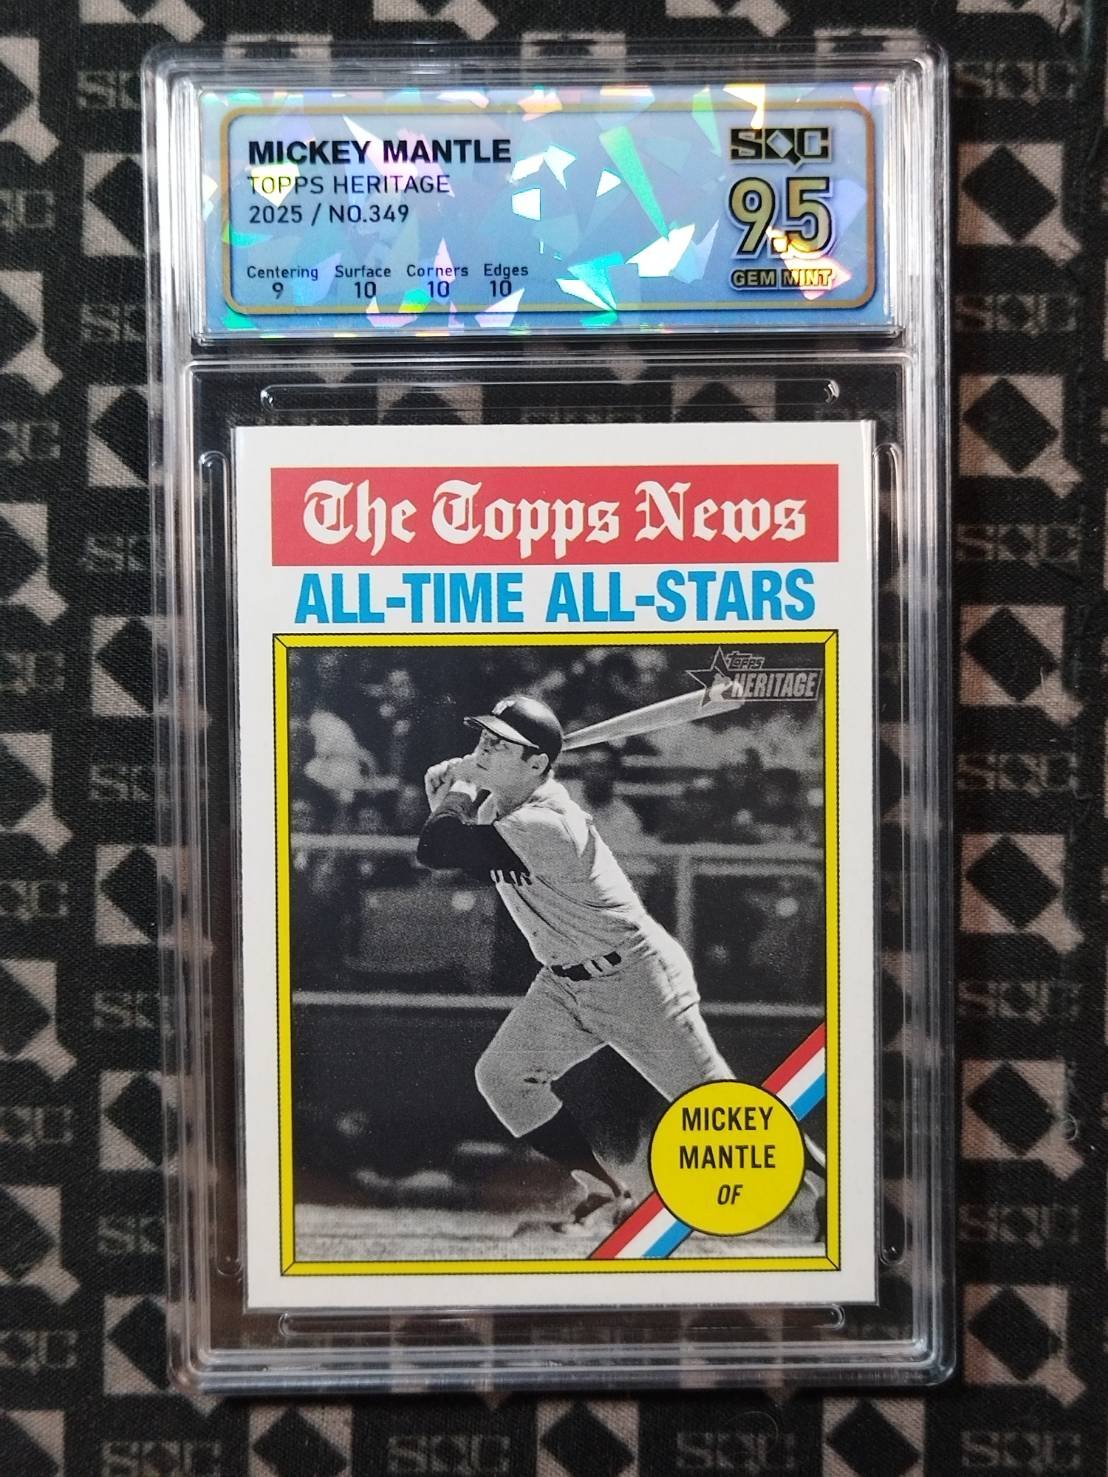 MICKEY MANTLE
TOPPS HERITAGE
2025 / NO.349
Centering Surface Corners Edges
9 10 10 10
SQC
9.5
GEM MINT
The Topps News
ALL-TIME ALL-STARS
TOPPS
HERITAGE
MICKEY
MANTLE
OF